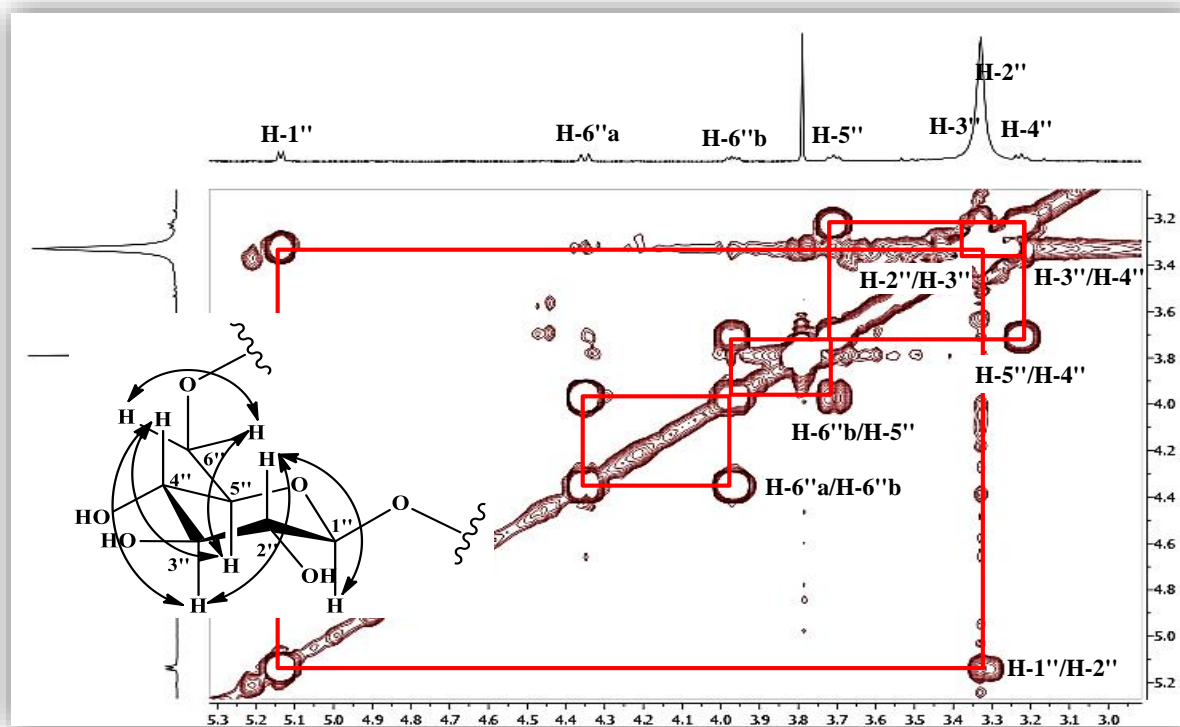 H-2''
H-1''
H-6''a
H-6''b
H-5''
H-3''
H-4''
3.2
3.4
H-2''/H-3''
H-3''/H-4''
3.6
H-5''/H-4''
3.8
4.0
H-6''b/H-5''
4.2
4.4
H-6''a/H-6''b
4.6
4.8
5.0
H-1''/H-2''
5.2
O
H
H
H
6''
H
4''
5''
O
O
HO
HO
1''
2''
3''
H
OH
H
H
5.3 5.2 5.1 5.0 4.9 4.8 4.7 4.6 4.5 4.4 4.3 4.2 4.1 4.0 3.9 3.8 3.7 3.6 3.5 3.4 3.3 3.2 3.1 3.0